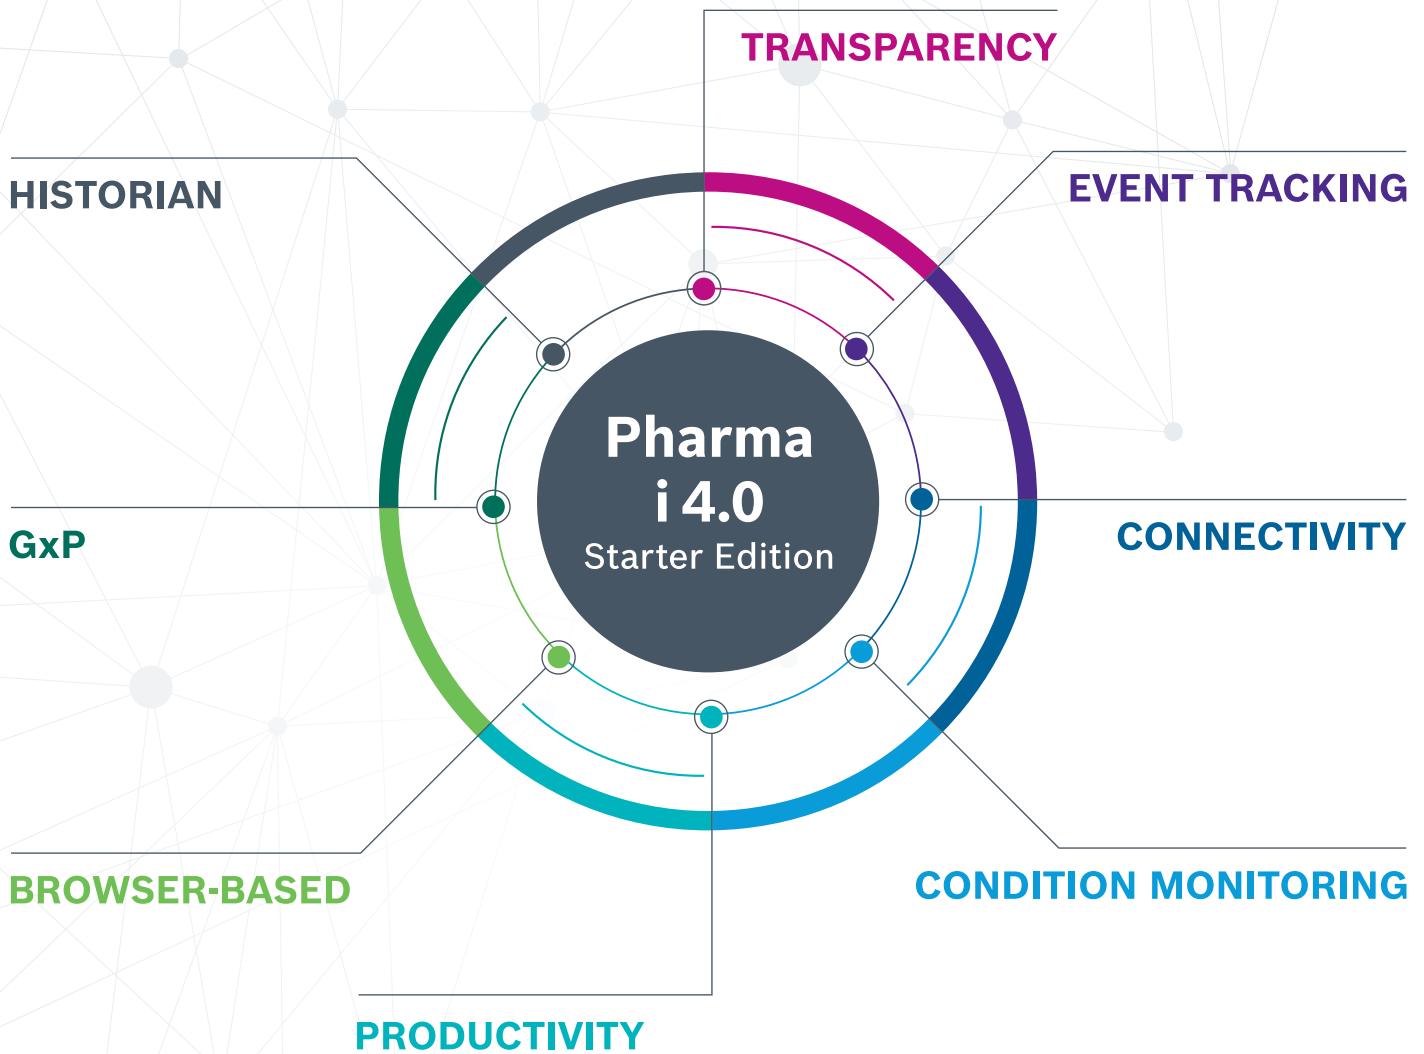 TRANSPARENCY
EVENT TRACKING
HISTORIAN
Pharma
i 4.0
Starter Edition
CONNECTIVITY
GxP
CONDITION MONITORING
BROWSER-BASED
PRODUCTIVITY